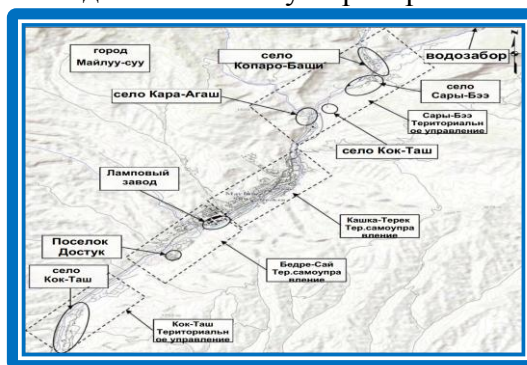 город
Майлуу-суу
село
Копаро-Баши
водозабор
село Кара-Агаш
село
Сары-Бээ
Сары-Бээ
Териториальн
ое управление
село Кок-Таш
Ламповый
завод
Кашка-Терек
Тер.самоупра
вление
Поселок
Достук
Бедре-Сай
Тер.самоупра
вление
село
Кок-Таш
Кок-Таш
Териториальн
ое управление